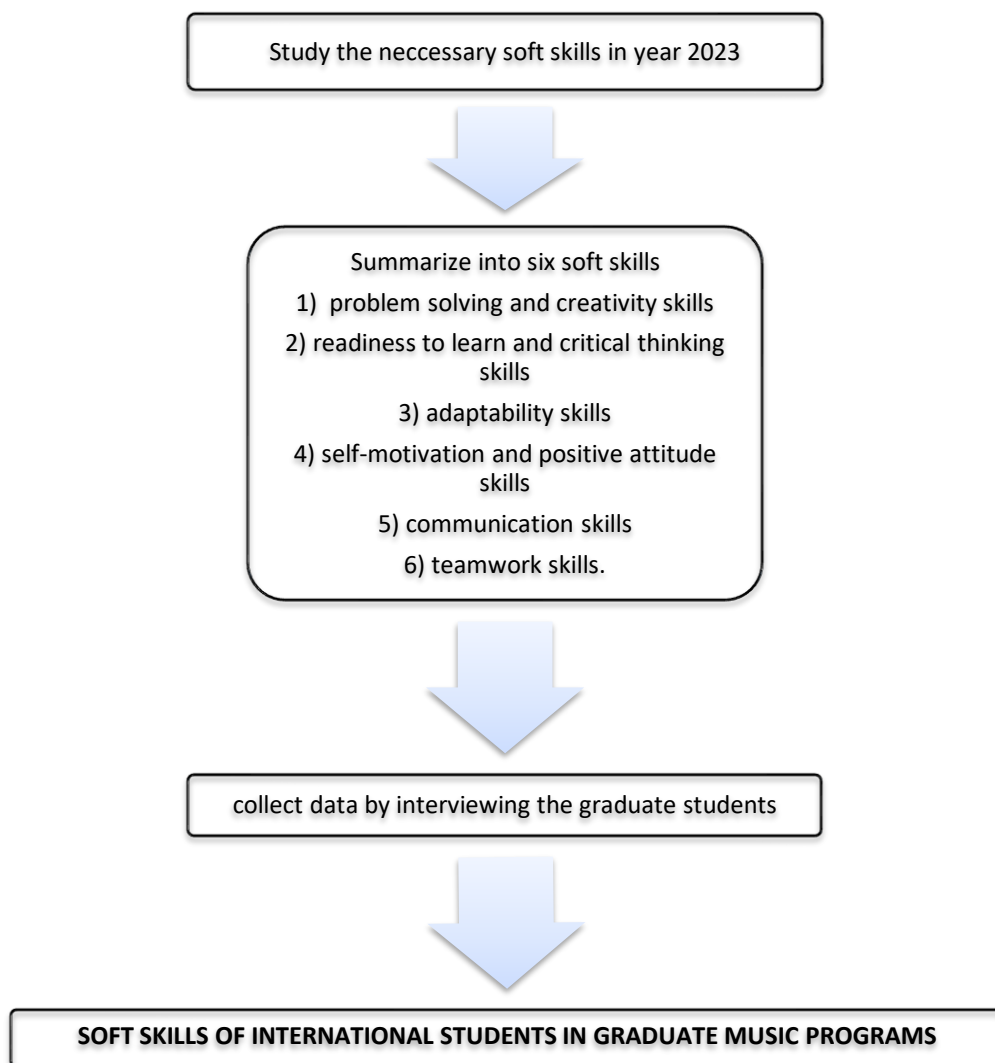 Study the neccessary soft skills in year 2023
Summarize into six soft skills
1) problem solving and creativity skills
2) readiness to learn and critical thinking
skills
3) adaptability skills
4) self-motivation and positive attitude
skills
5) communication skills
6) teamwork skills.
collect data by interviewing the graduate students
SOFT SKILLS OF INTERNATIONAL STUDENTS IN GRADUATE MUSIC PROGRAMS